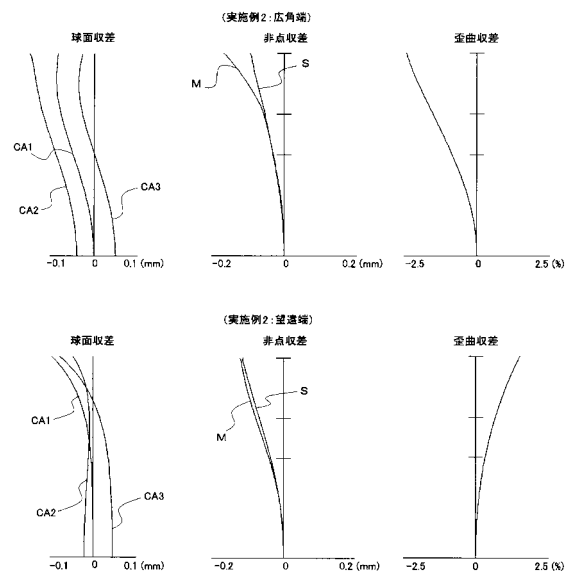 (実施例2:広角端)
球面収差 非点収差 歪曲収差
M S
CA1
CA2 CA3
-0.1 0 0.1 (mm) -0.2 0 0.2 (mm) -2.5 0 2.5 (%)
(実施例2:望遠端)
球面収差 非点収差 歪曲収差
CA1 M S
CA2 CA3
-0.1 0 0.1 (mm) -0.2 0 0.2 (mm) -2.5 0 2.5 (%)